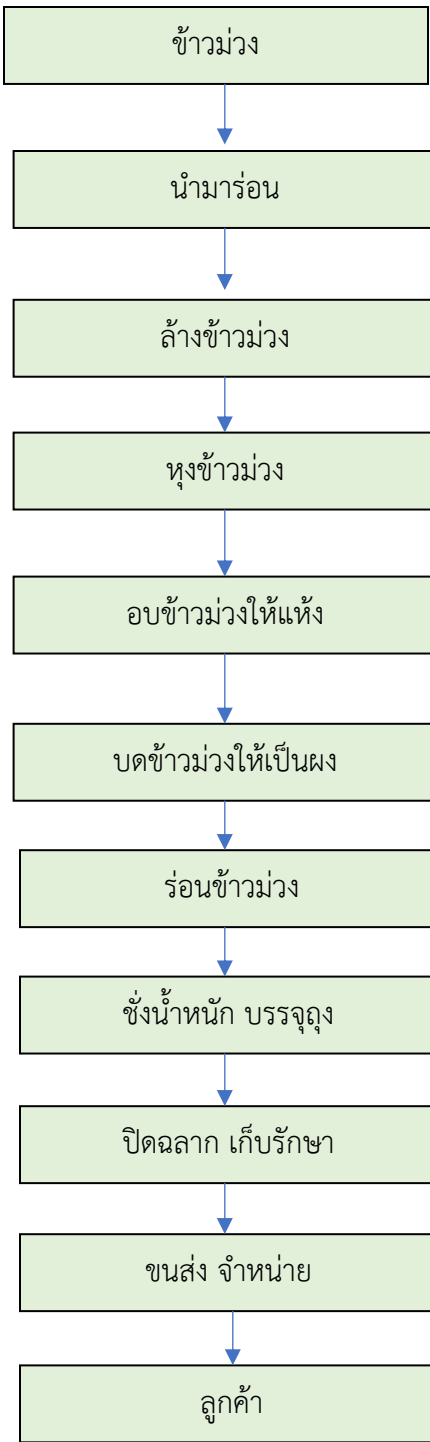 ข้าวม่วง
นำมาร่อน
ล้างข้าวม่วง
หุงข้าวม่วง
อบข้าวม่วงให้แห้ง
บดข้าวม่วงให้เป็นผง
ร่อนข้าวม่วง
ชั่งน้ำหนัก บรรจุถุง
ปิดฉลาก เก็บรักษา
ขนส่ง จำหน่าย
ลูกค้า